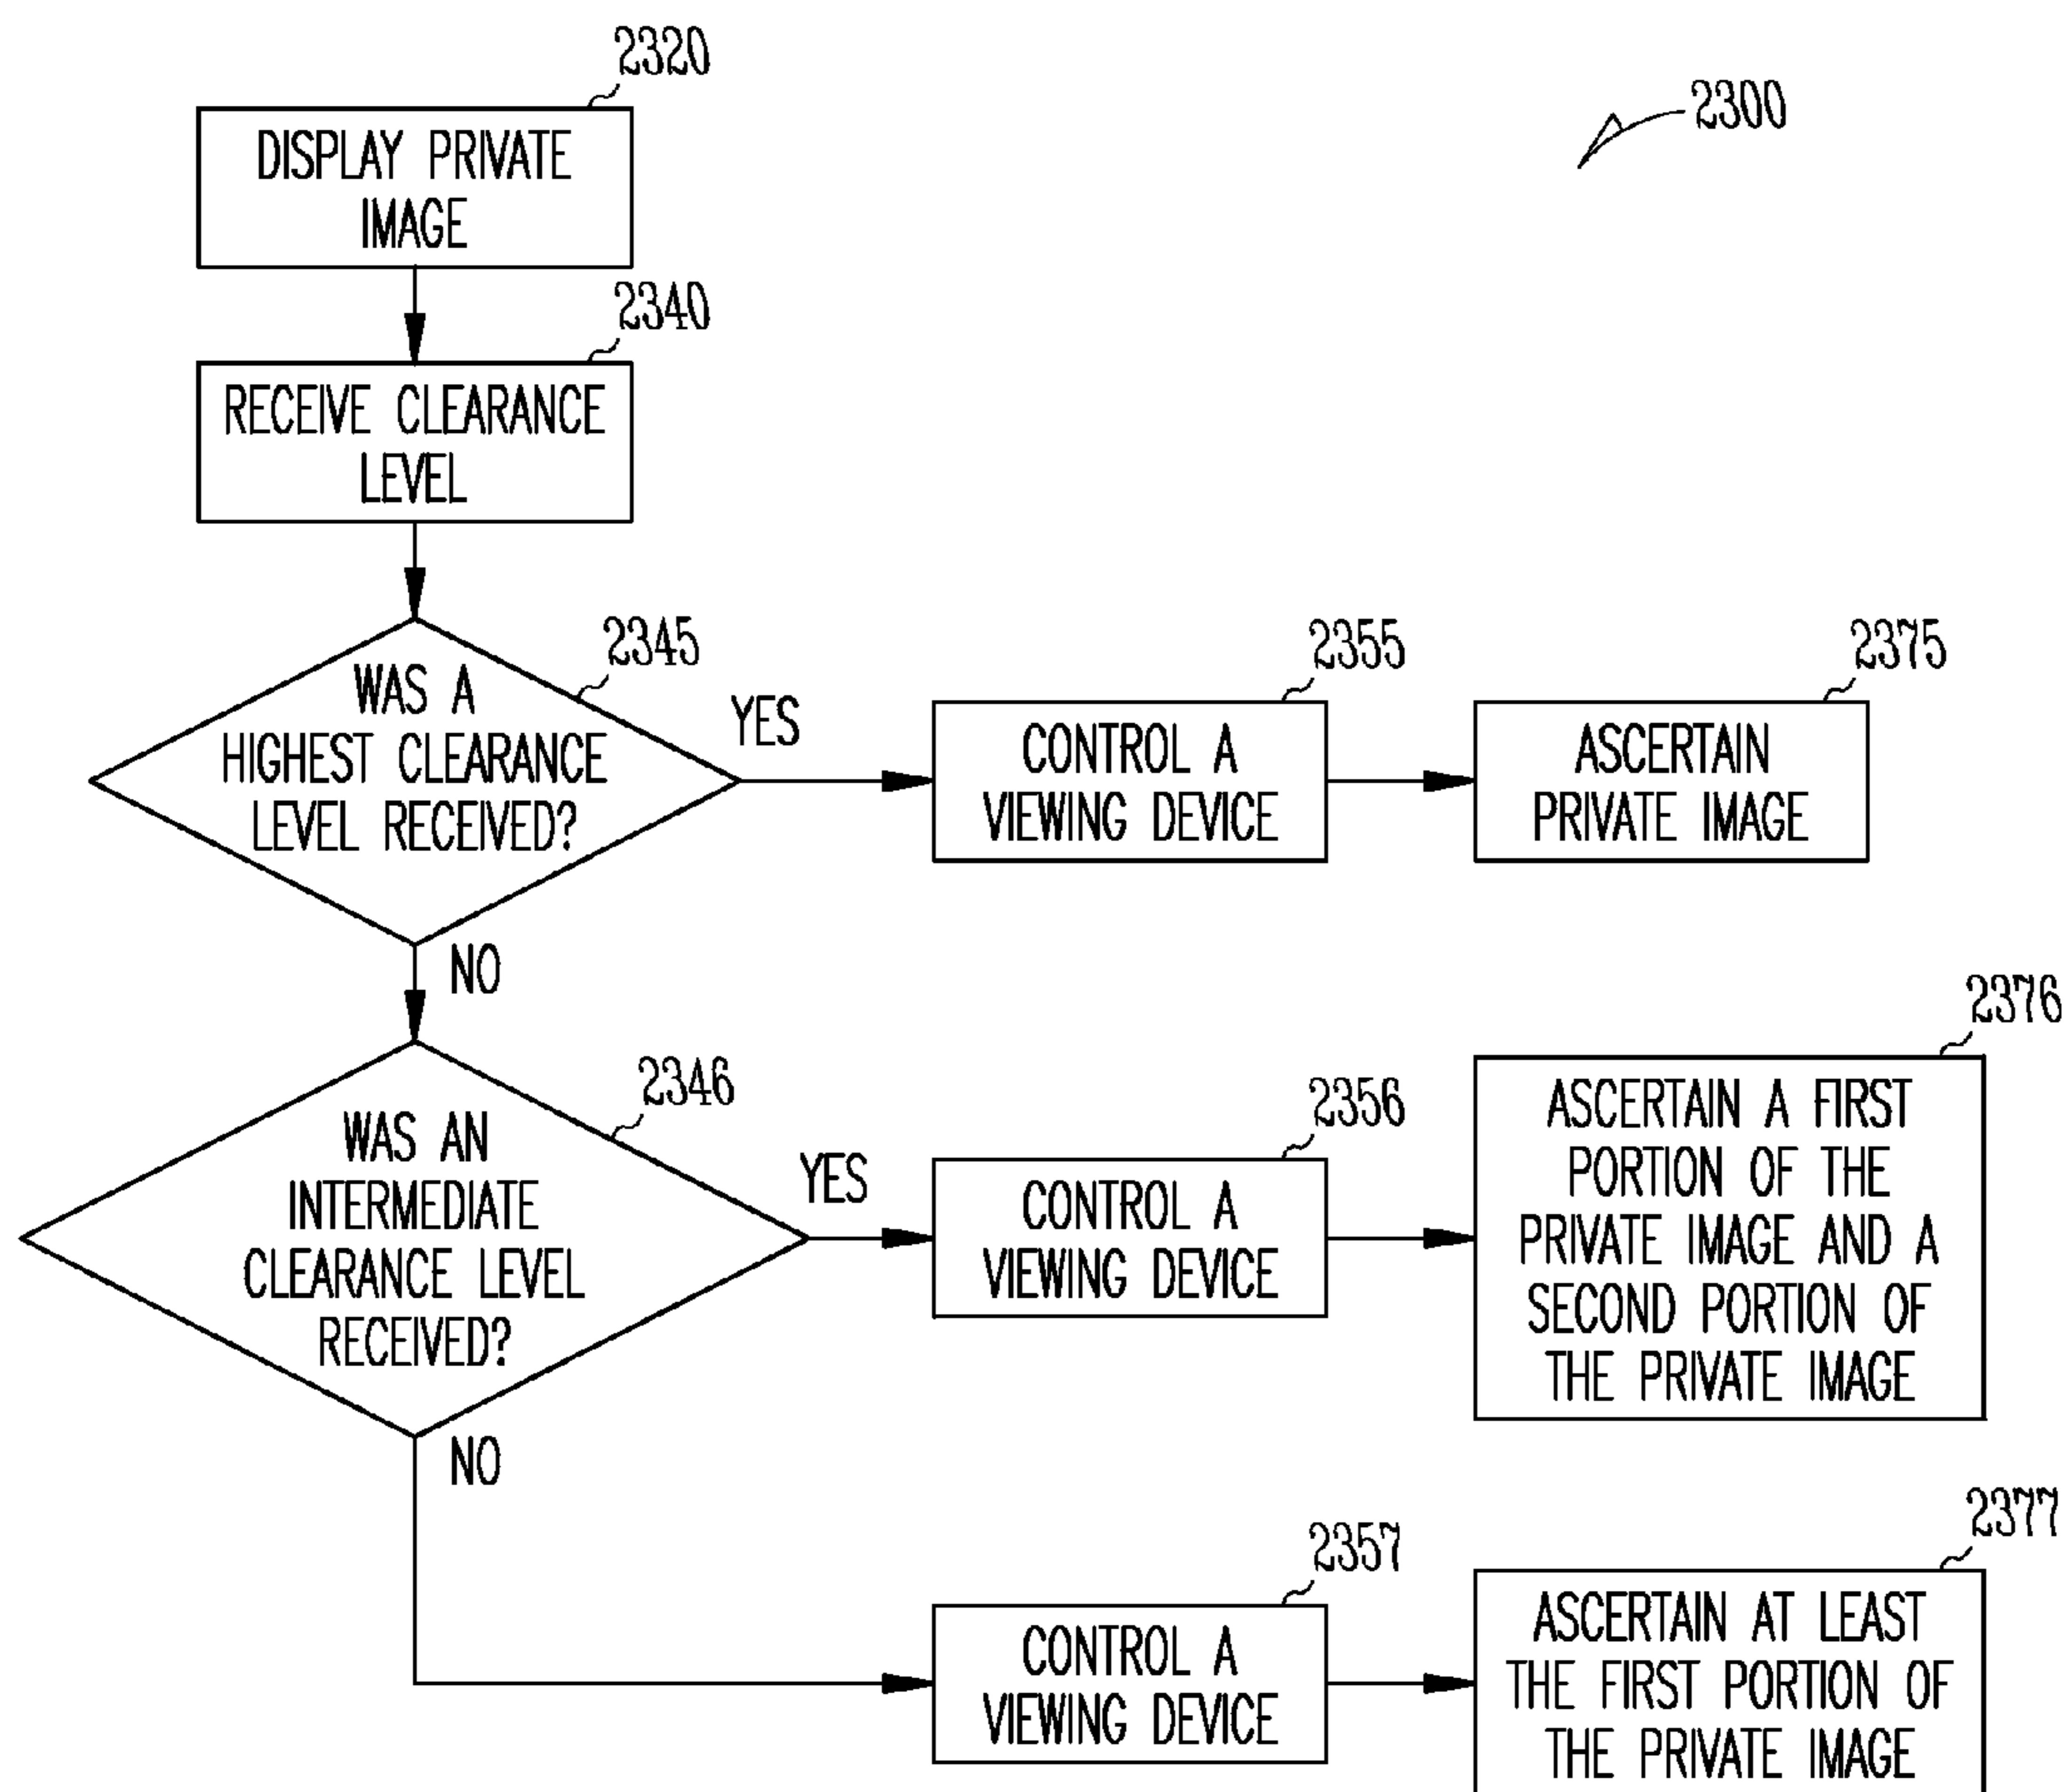 2320
2300
DISPLAY PRIVATE
IMAGE
2340
RECEIVE CLEARANCE
LEVEL
2345
WAS A
HIGHEST CLEARANCE
LEVEL RECEIVED?
YES
2355
CONTROL A
VIEWING DEVICE
2375
ASCERTAIN
PRIVATE IMAGE
NO
2346
WAS AN
INTERMEDIATE
CLEARANCE LEVEL
RECEIVED?
YES
2356
CONTROL A
VIEWING DEVICE
2376
ASCERTAIN A FIRST
PORTION OF THE
PRIVATE IMAGE AND A
SECOND PORTION OF
THE PRIVATE IMAGE
NO
2357
CONTROL A
VIEWING DEVICE
2377
ASCERTAIN AT LEAST
THE FIRST PORTION OF
THE PRIVATE IMAGE